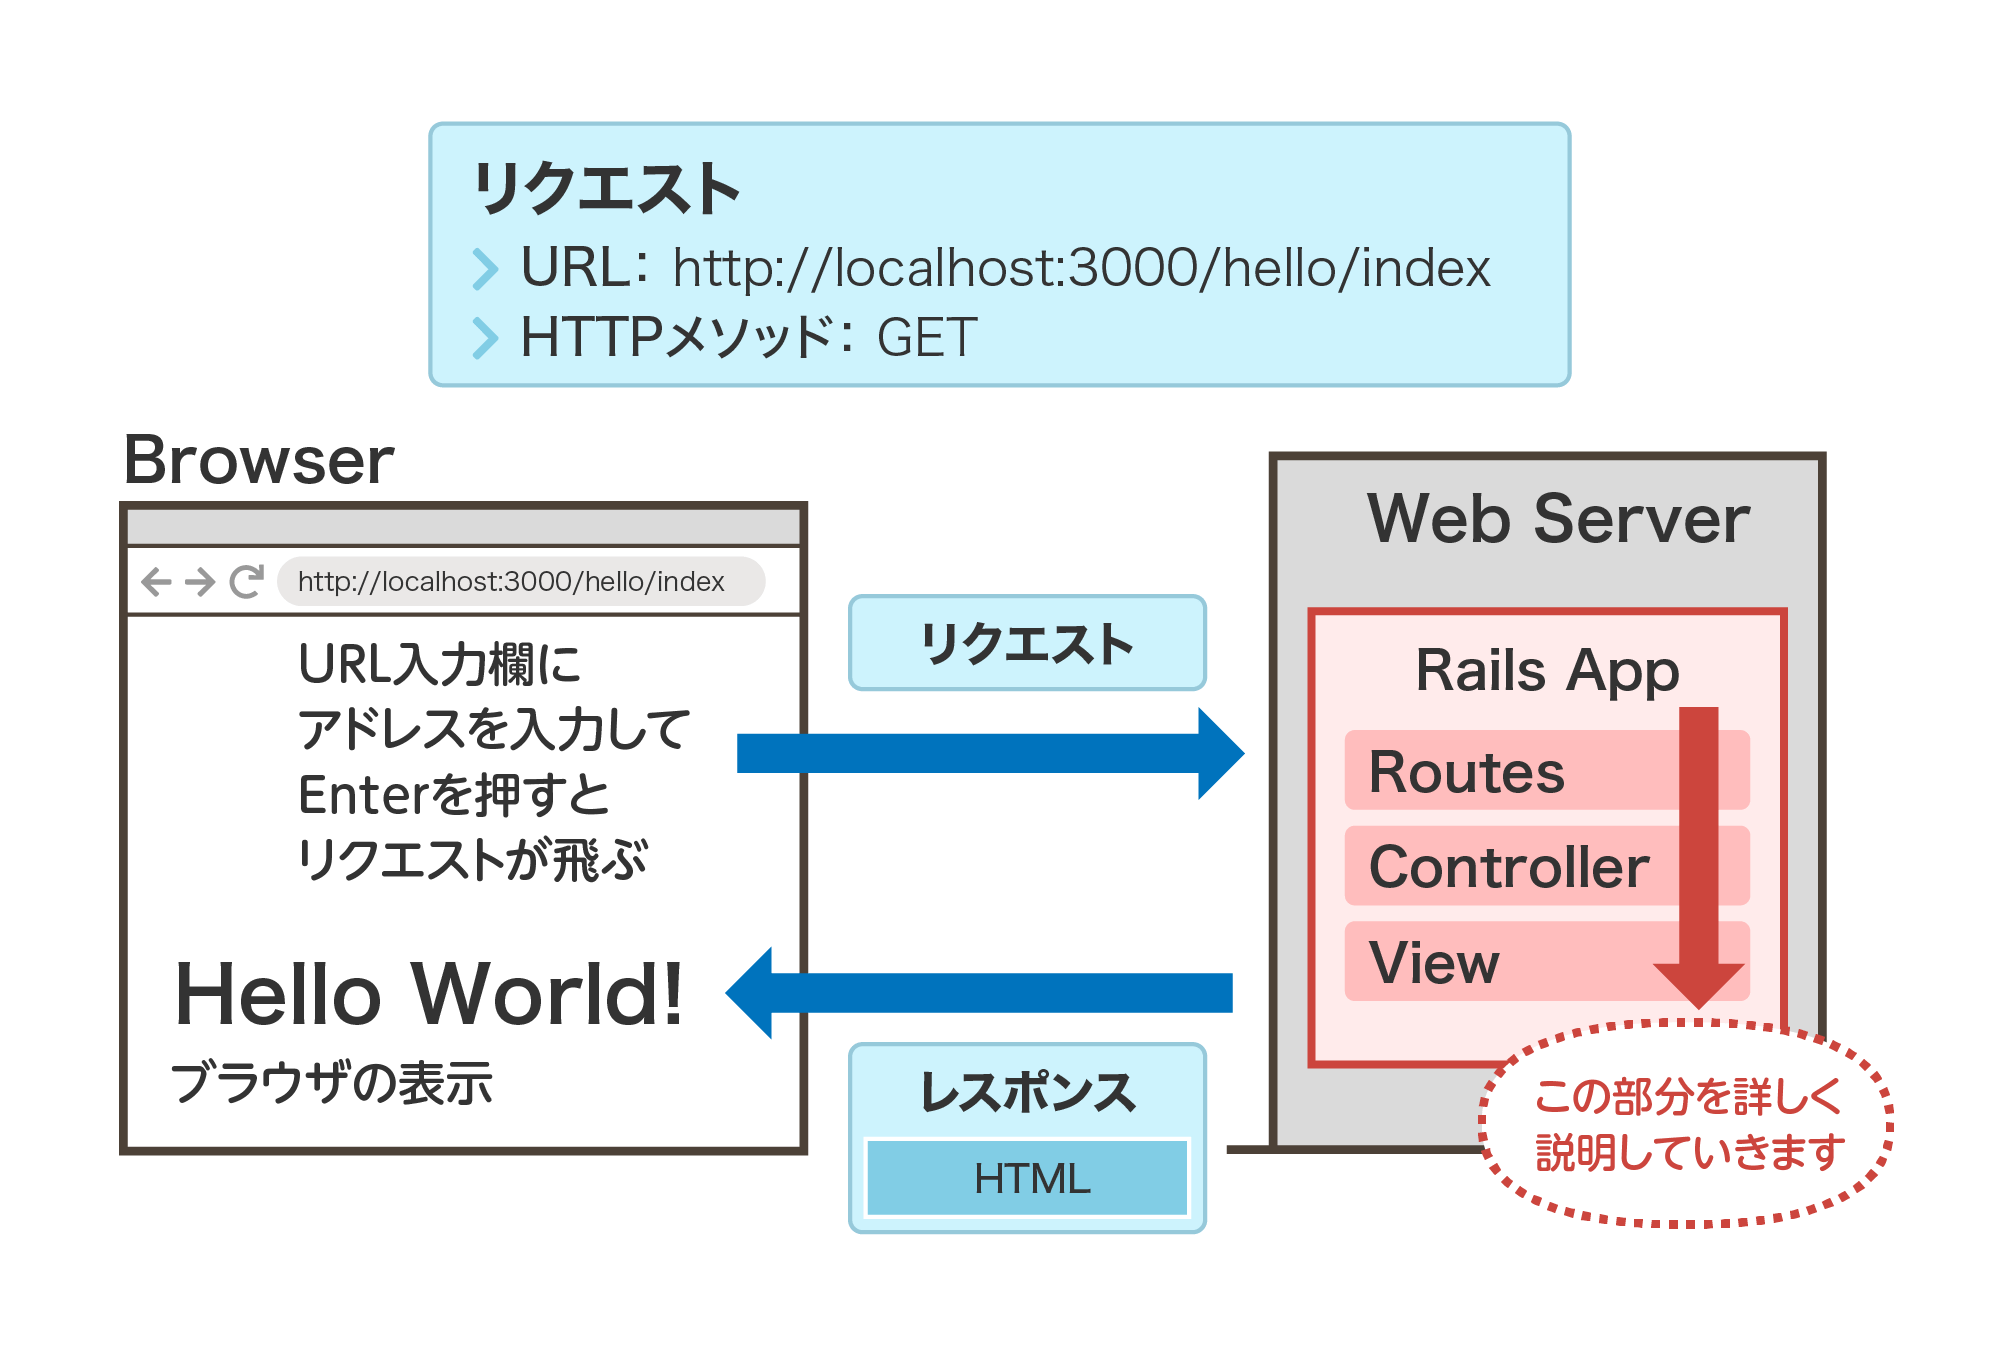 リクエスト
URL： http://localhost:3000/hello/index
HTTPメソッド： GET
Browser
http://localhost:3000/hello/index
URL入力欄に
アドレスを入力して
Enterを押すと
リクエストが飛ぶ
Hello World!
ブラウザの表示
リクエスト
レスポンス
HTML
Web Server
Rails App
Routes
Controller
View
この部分を詳しく
説明していきます